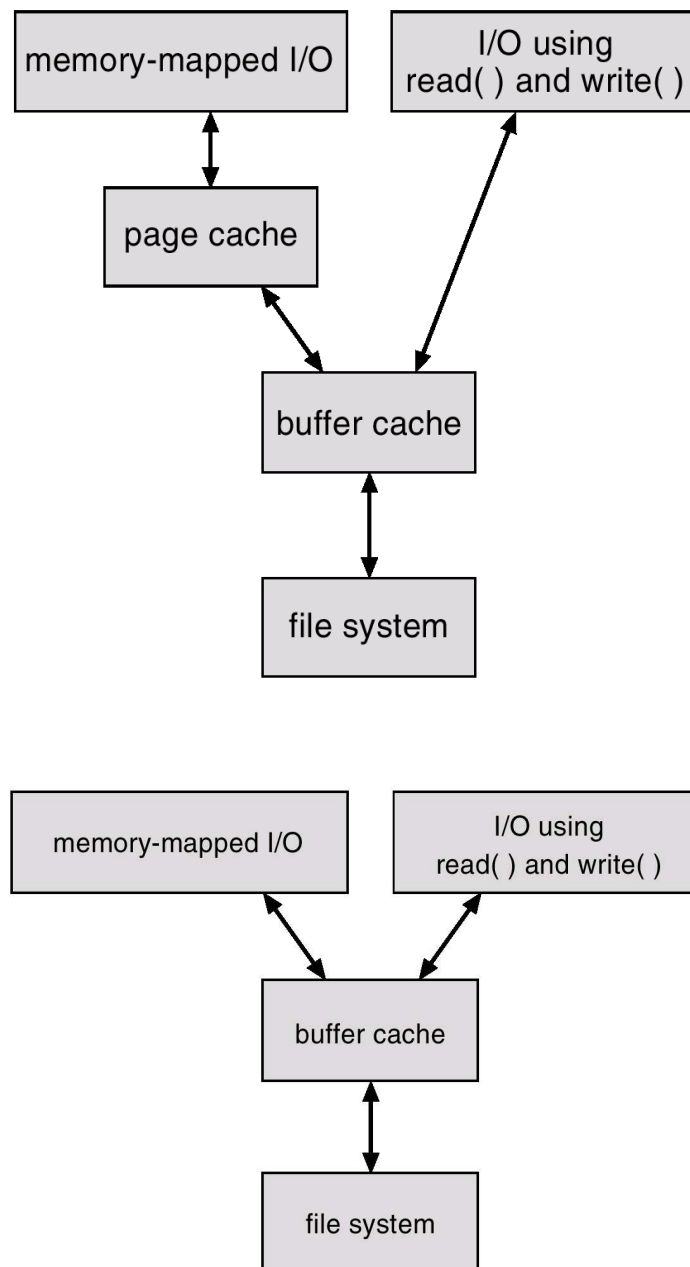 memory-mapped I/O
I/O using
read( ) and write( )
page cache
buffer cache
file system
memory-mapped I/O
I/O using
read( ) and write( )
buffer cache
file system